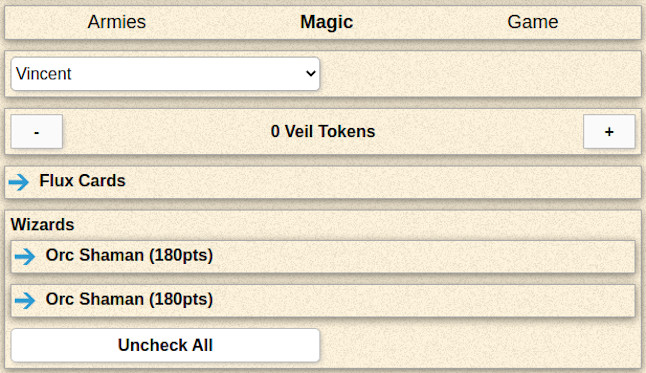 Armies Magic Game
Vincent
- 0 Veil Tokens +
Flux Cards
Wizards
Orc Shaman (180pts)
Orc Shaman (180pts)
Uncheck All